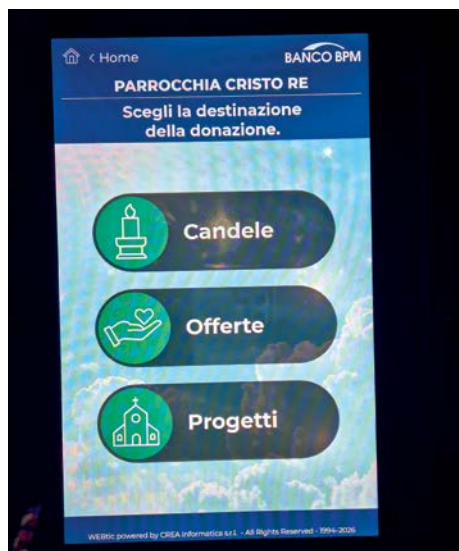 < Home
BANCO BPM
PARROCCHIA CRISTO RE
Scegli la destinazione
della donazione.
Candele
Offerte
Progetti
WEBtic powered by CREA Informatica s.r.l. - All Rights Reserved - 1994-2026